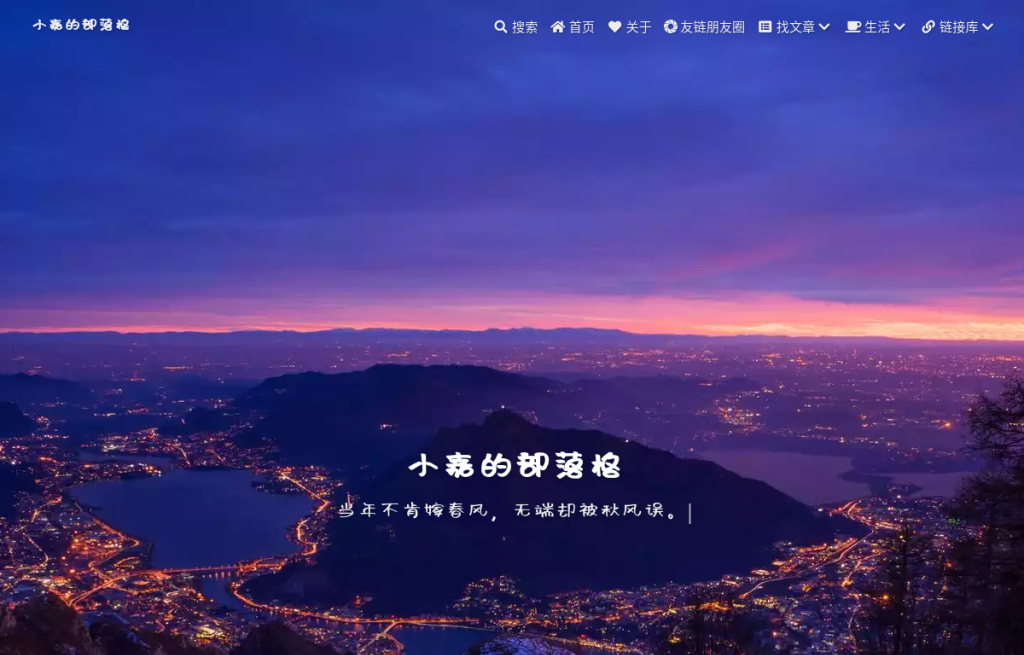 小嘉的部落格
搜索 首页 关于 友链朋友圈 找文章 生活 链接库
小嘉的部落格
当年不肯嫁春风，无端却被秋风误。|